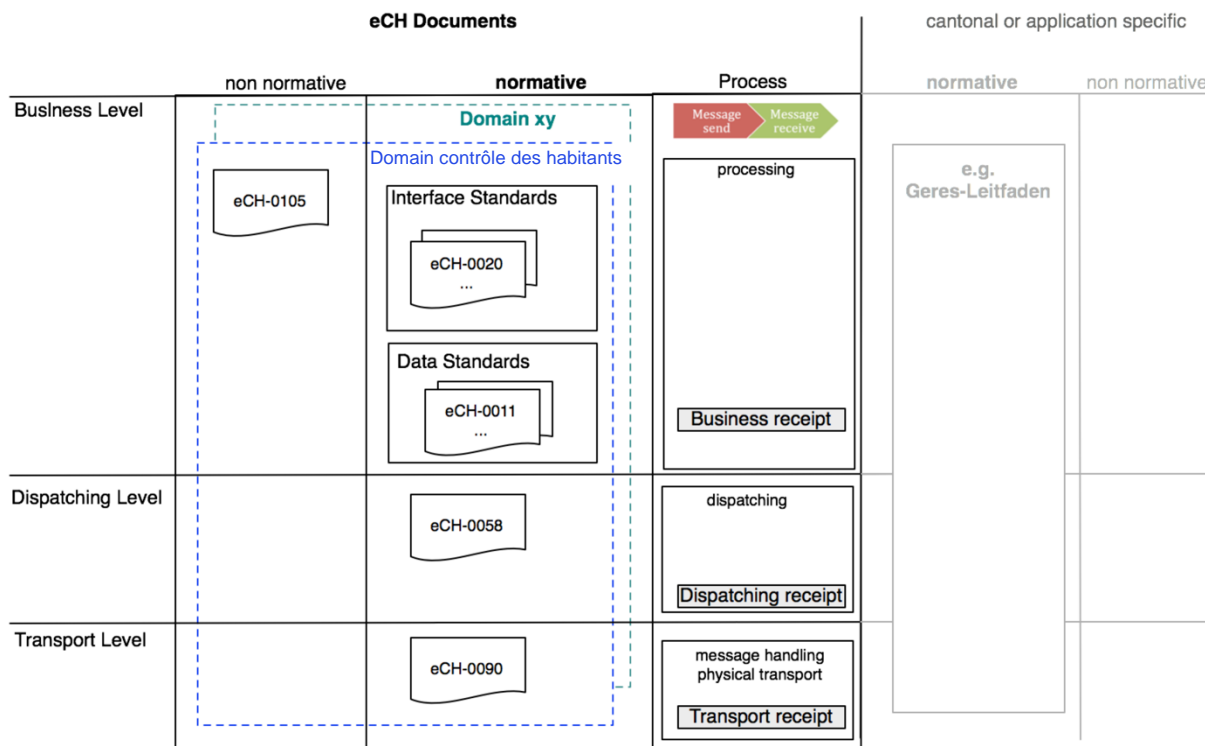 eCH Documents
cantonal or application specific
non normative
normative
Process
normative
non normative
Business Level
Domain xy
Message
send
Message
receive
Domain contrôle des habitants
eCH-0105
Interface Standards
eCH-0020
...
processing
e.g.
Geres-Leitfaden
Data Standards
eCH-0011
...
Business receipt
Dispatching Level
eCH-0058
dispatching
Dispatching receipt
Transport Level
eCH-0090
message handling
physical transport
Transport receipt